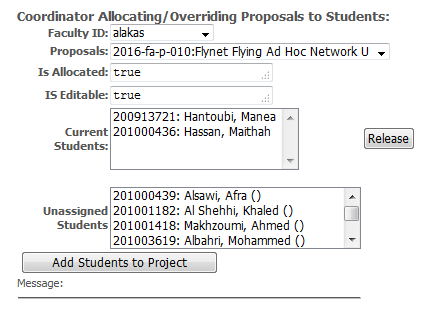 Coordinator Allocating/Overriding Proposals to Students:
Faculty ID: alakas
Proposals: 2016-fa-p-010:Flynet Flying Ad Hoc Network U
Is Allocated: true
IS Editable: true
Current Students:
200913721: Hantoubi, Manea
201000436: Hassan, Maithah
Release
Unassigned Students
201000439: Alsawi, Afra ()
201001182: Al Shehhi, Khaled ()
201001418: Makhzoumi, Ahmed ()
201003619: Albahri, Mohammed ()
Add Students to Project
Message: